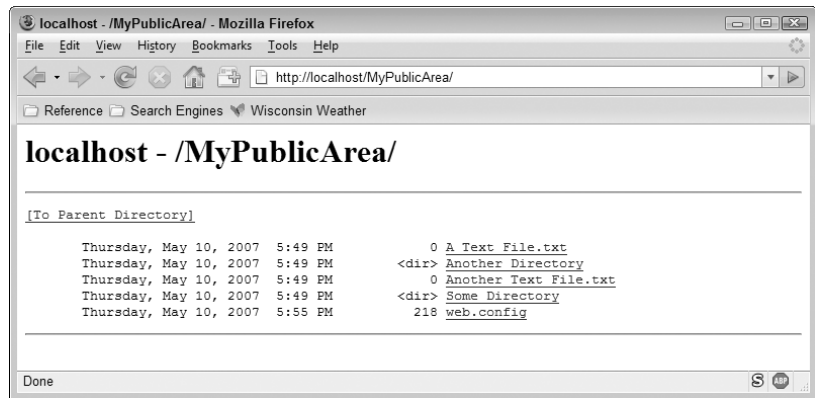 localhost - /MyPublicArea/ - Mozilla Firefox
File Edit View History Bookmarks Tools Help
http://localhost/MyPublicArea/
Reference Search Engines Wisconsin Weather
localhost - /MyPublicArea/
[To Parent Directory]
Thursday, May 10, 2007 5:49 PM 0 A Text File.txt
Thursday, May 10, 2007 5:49 PM <dir> Another Directory
Thursday, May 10, 2007 5:49 PM 0 Another Text File.txt
Thursday, May 10, 2007 5:49 PM <dir> Some Directory
Thursday, May 10, 2007 5:55 PM 218 web.config
Done S ABP